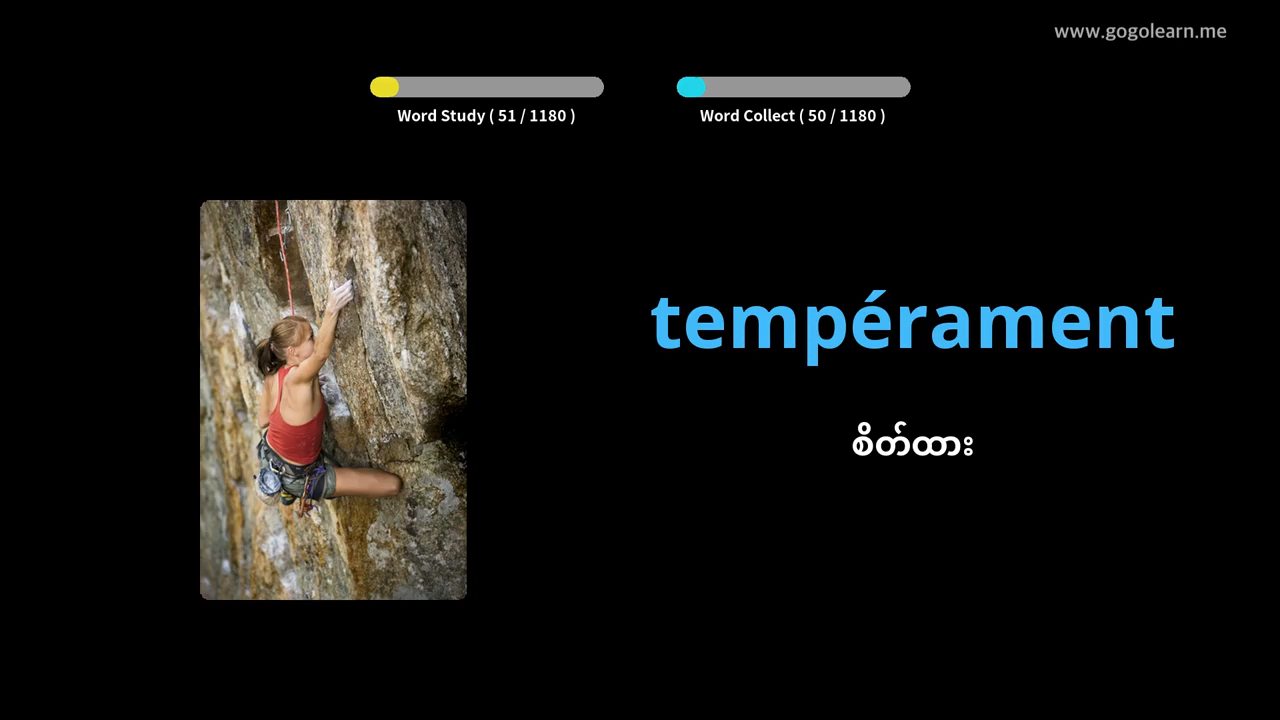 www.gogolearn.me
Word Study ( 51 / 1180 )
Word Collect ( 50 / 1180 )
tempérament
စိတ်ထား